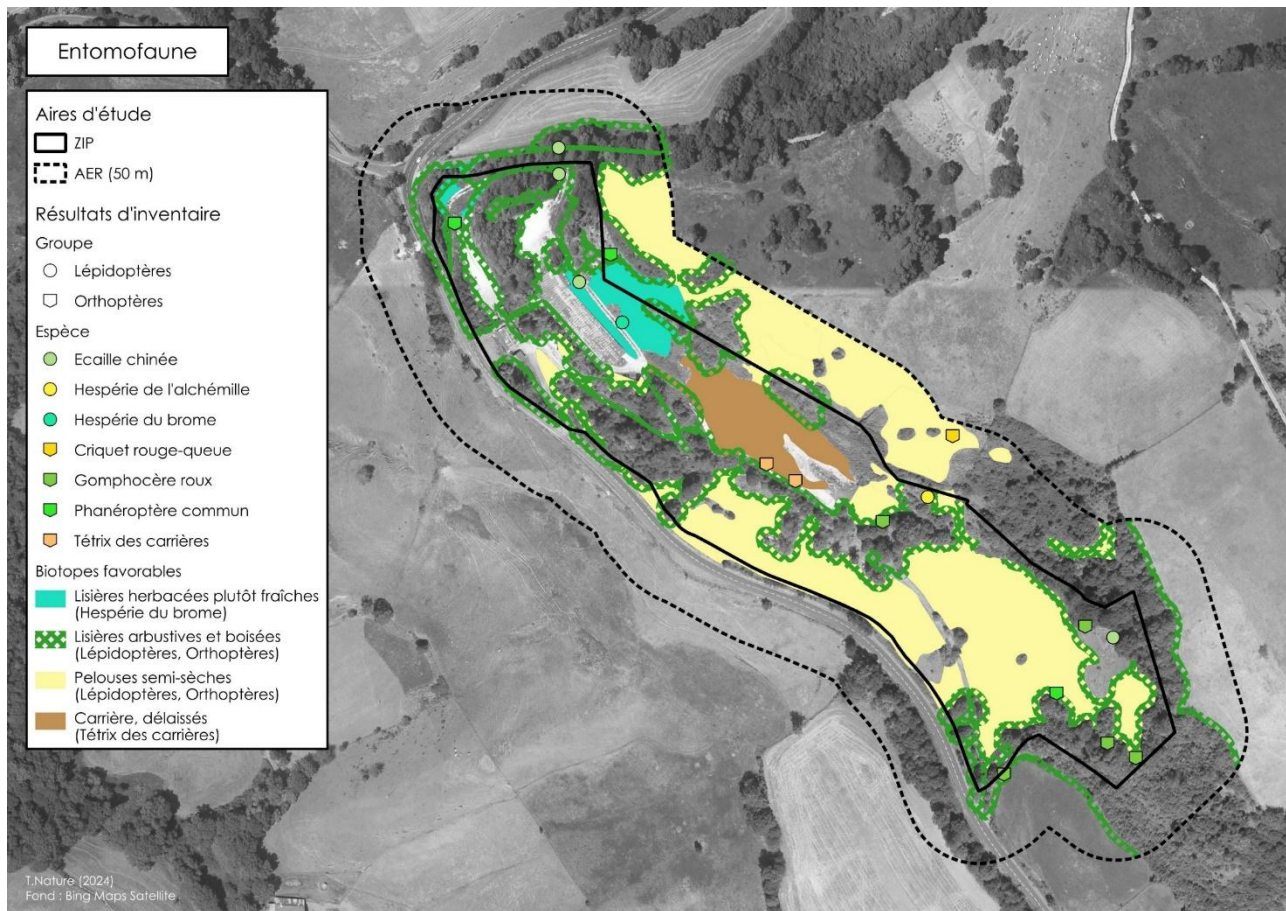 Entomofaune
Aires d'étude
ZIP
AER (50 m)
Résultats d'inventaire
Groupe
Lépidoptères
Orthoptères
Espèce
Ecaille chinée
Hespérie de l'alchémille
Hespérie du brome
Criquet rouge-queue
Gomphocère roux
Phanéroptère commun
Tétrix des carrières
Biotopes favorables
Lisières herbacées plutôt fraîches
(Hespérie du brome)
Lisières arbustives et boisées
(Lépidoptères, Orthoptères)
Pelouses semi-sèches
(Lépidoptères, Orthoptères)
Carrière, délaissés
(Tétrix des carrières)
T.Nature (2024)
Fond : Bing Maps Satellite